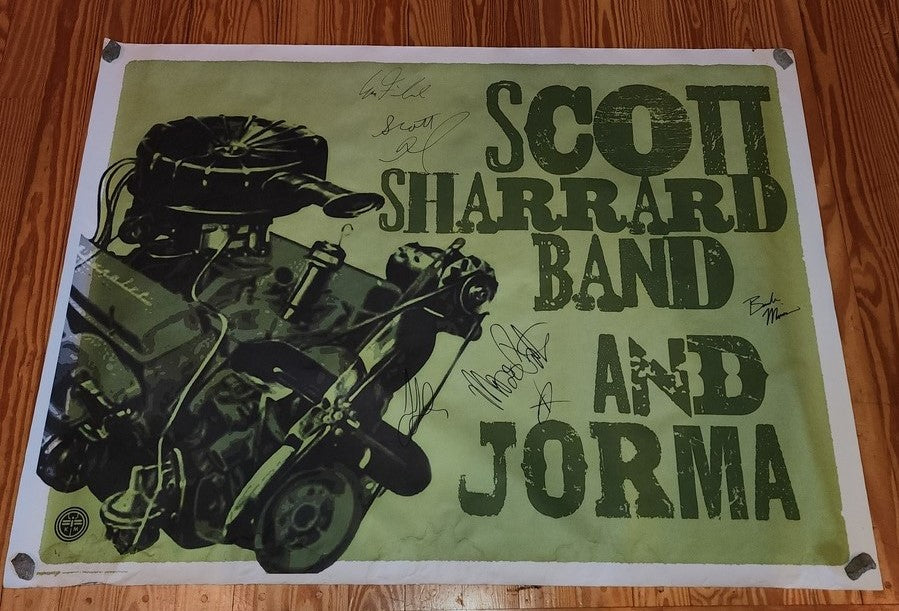 Scott
SCOTT
SHARRARD
BAND
AND
JORMA